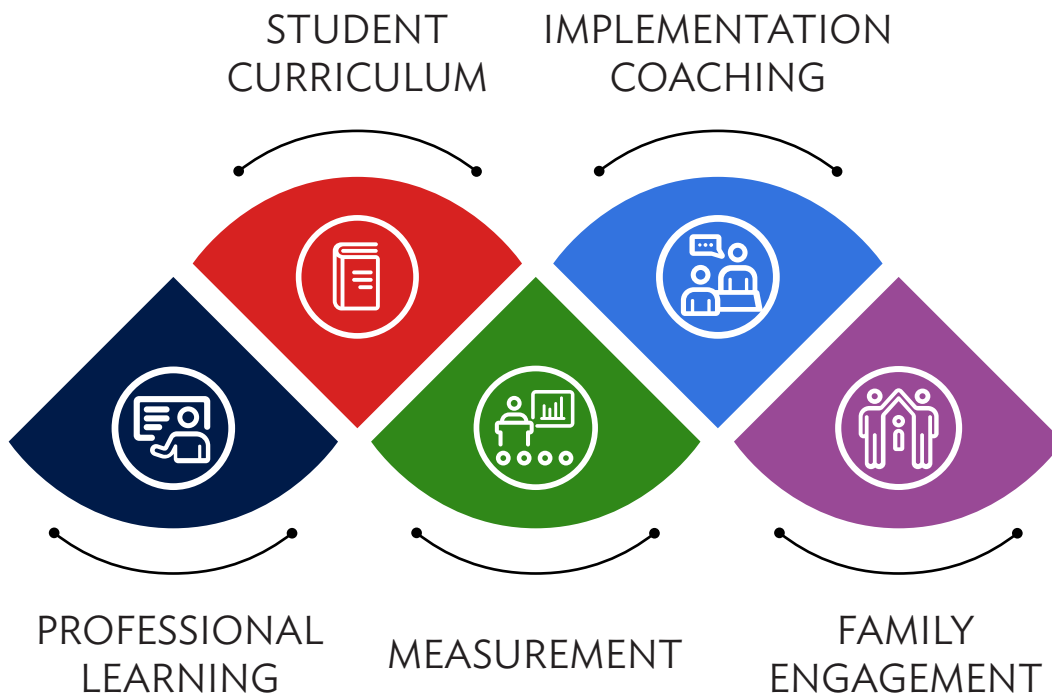 STUDENT
CURRICULUM
IMPLEMENTATION
COACHING
PROFESSIONAL
LEARNING
MEASUREMENT
FAMILY
ENGAGEMENT